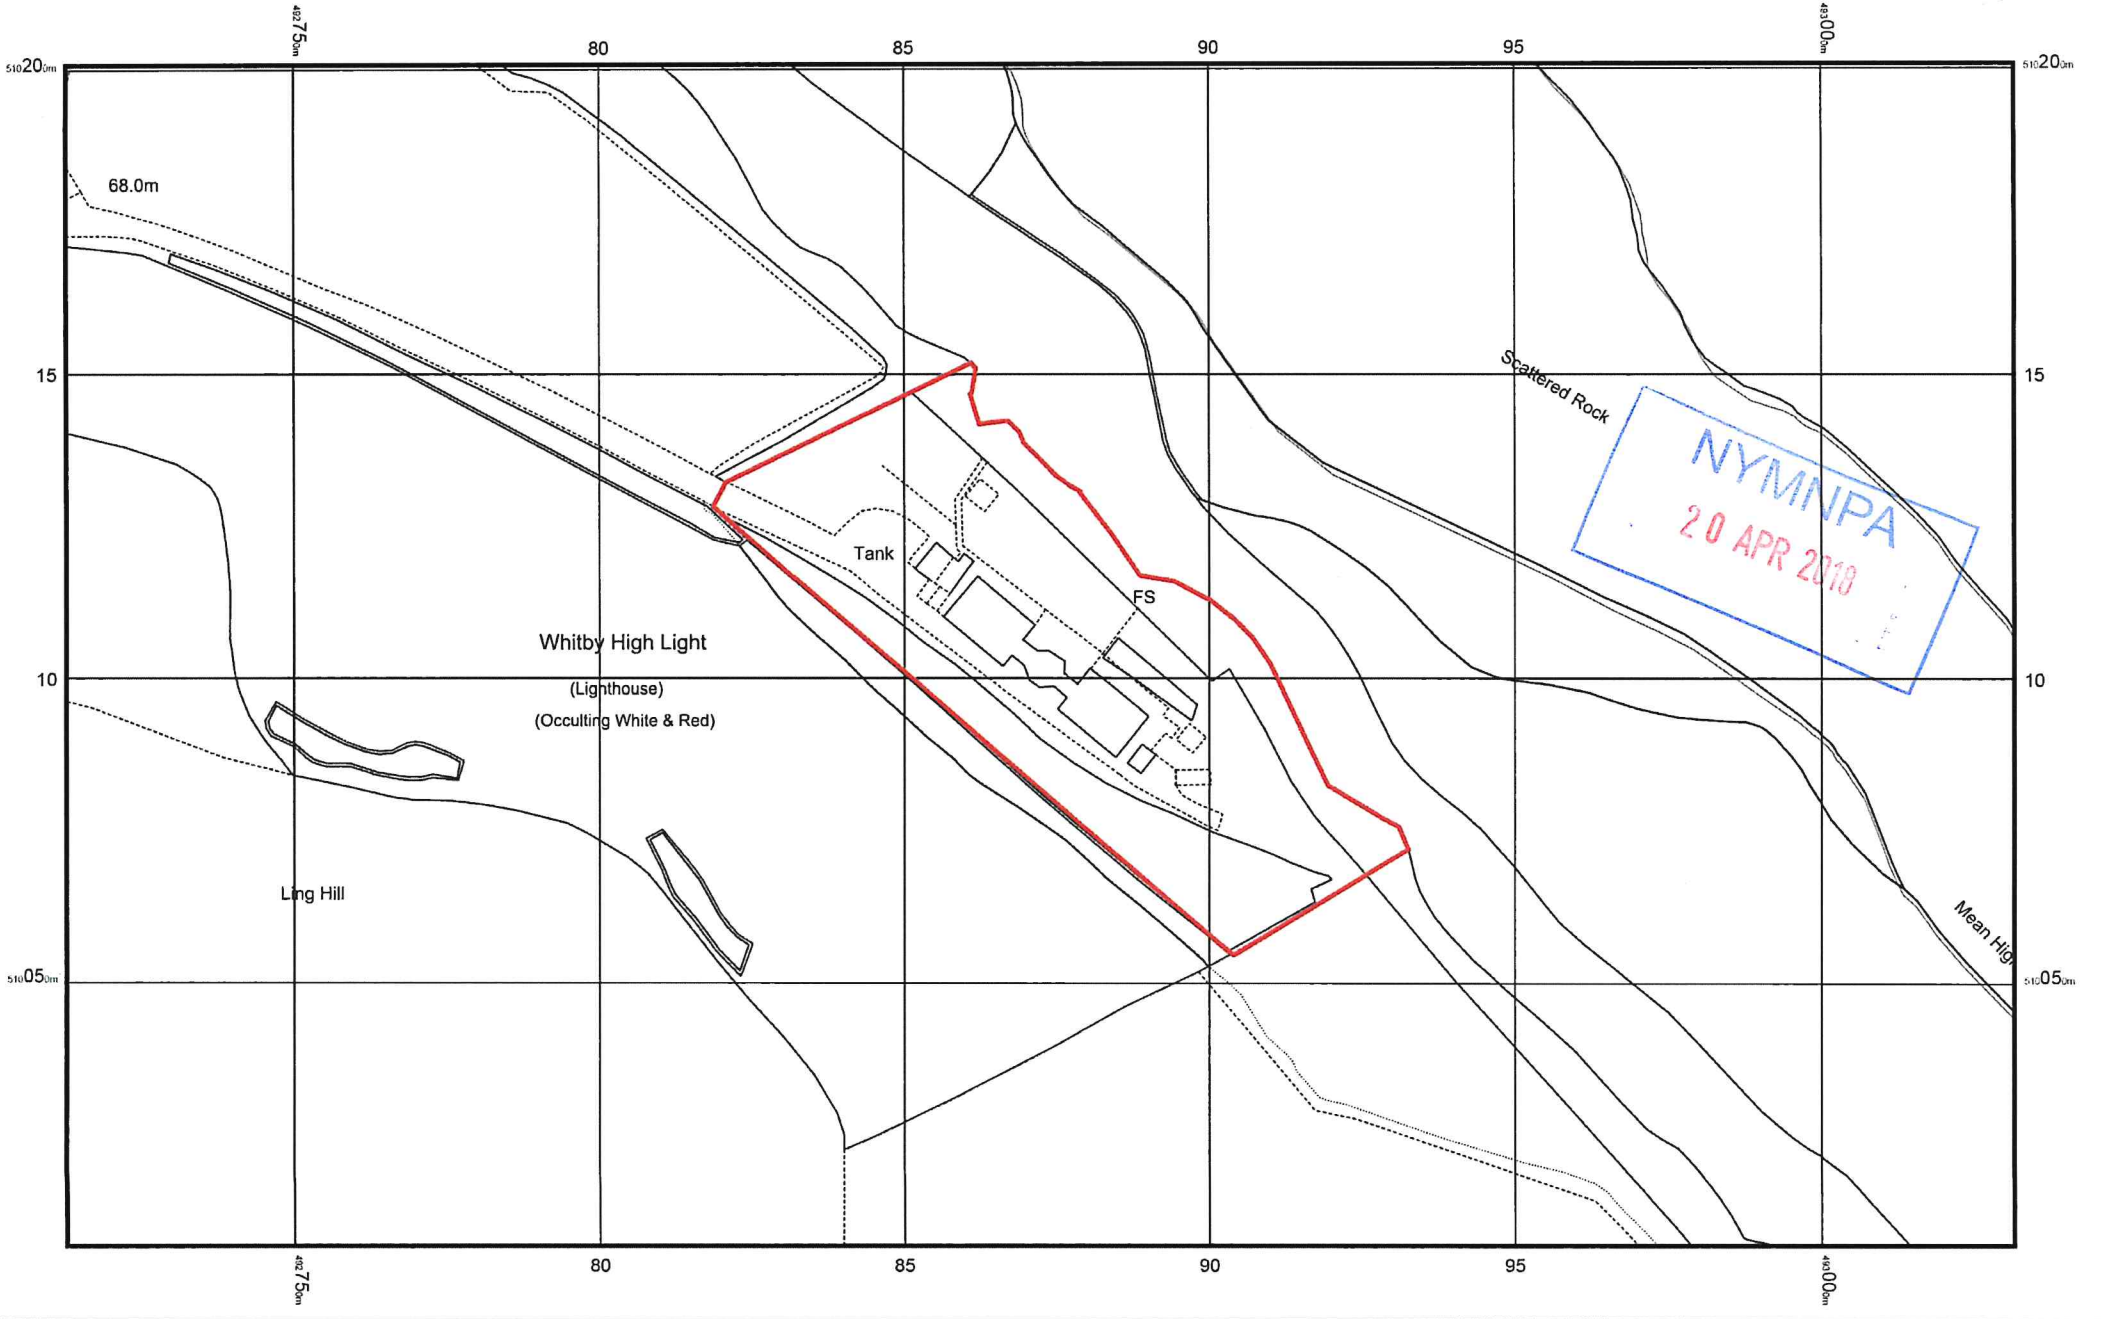 492750m 80 85 90 95 493000m
510200m 510200m
68.0m
15 15
Scattered Rock
NYMNPA
20 APR 2018
Tank
FS
Whitby High Light
(Lighthouse)
(Occulting White & Red)
10 10
Ling Hill
Mean Hig
510050m 510050m
492750m 80 85 90 95 493000m